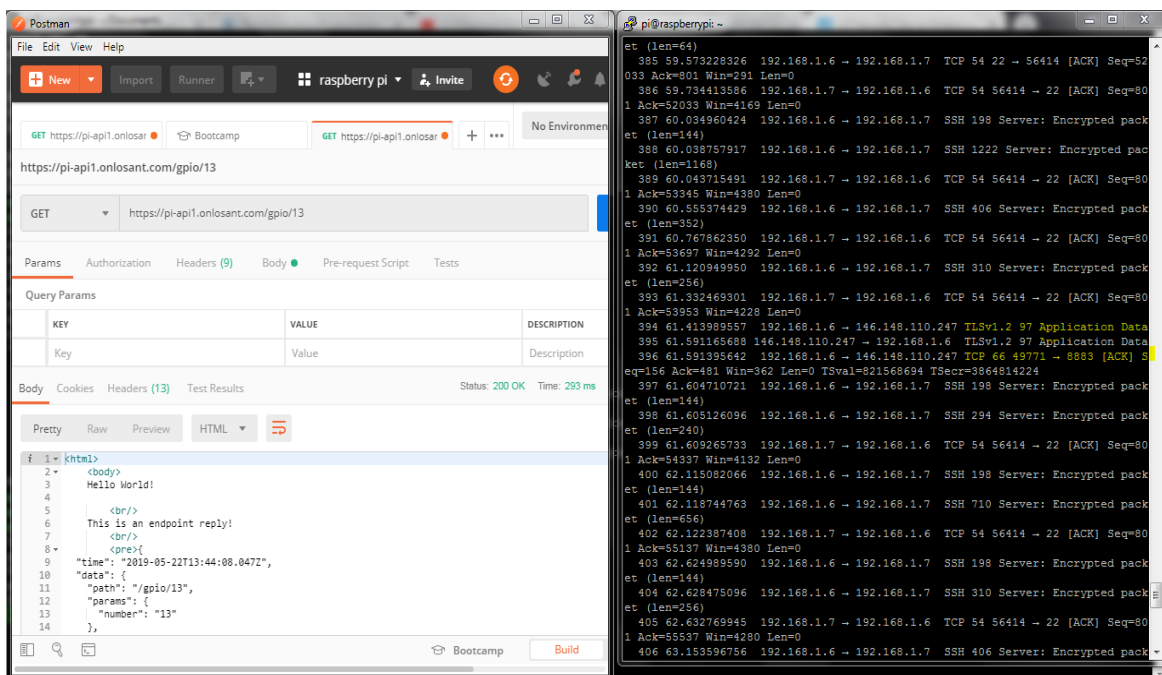 Postman
File Edit View Help
New Import Runner raspberry pi Invite
GET https://pi-api1.onlosar Bootcamp GET https://pi-api1.onlosar + ••• No Environmen
https://pi-api1.onlosant.com/gpio/13
GET https://pi-api1.onlosant.com/gpio/13
Params Authorization Headers (9) Body Pre-request Script Tests
Query Params
KEY VALUE DESCRIPTION
Key Value Description
Body Cookies Headers (13) Test Results Status: 200 OK Time: 293 ms
Pretty Raw Preview HTML
i 1 <html>
2 <body>
3 Hello World!
4
5 <br/>
6 This is an endpoint reply!
7 <br/>
8 <pre>{
9 "time": "2019-05-22T13:44:08.047Z",
10 "data": {
11 "path": "/gpio/13",
12 "params": {
13 "number": "13"
14 },
Bootcamp Build
pi@raspberrypi: ~
et (len=64)
385 59.573228326 192.168.1.6 → 192.168.1.7 TCP 54 22 → 56414 [ACK] Seq=52
033 Ack=801 Win=291 Len=0
386 59.734413586 192.168.1.7 → 192.168.1.6 TCP 54 56414 → 22 [ACK] Seq=80
1 Ack=52033 Win=4169 Len=0
387 60.034960424 192.168.1.6 → 192.168.1.7 SSH 198 Server: Encrypted pack
et (len=144)
388 60.038757917 192.168.1.6 → 192.168.1.7 SSH 1222 Server: Encrypted pac
ket (len=1168)
389 60.043715491 192.168.1.7 → 192.168.1.6 TCP 54 56414 → 22 [ACK] Seq=80
1 Ack=53345 Win=4380 Len=0
390 60.555374429 192.168.1.6 → 192.168.1.7 SSH 406 Server: Encrypted pack
et (len=352)
391 60.767862350 192.168.1.7 → 192.168.1.6 TCP 54 56414 → 22 [ACK] Seq=80
1 Ack=53697 Win=4292 Len=0
392 61.120949950 192.168.1.6 → 192.168.1.7 SSH 310 Server: Encrypted pack
et (len=256)
393 61.332469301 192.168.1.7 → 192.168.1.6 TCP 54 56414 → 22 [ACK] Seq=80
1 Ack=53953 Win=4228 Len=0
394 61.413989557 192.168.1.6 → 146.148.110.247 TLSv1.2 97 Application Data
395 61.591165688 146.148.110.247 → 192.168.1.6 TLSv1.2 97 Application Data
396 61.591395642 192.168.1.6 → 146.148.110.247 TCP 66 49771 → 8883 [ACK] S
eq=156 Ack=481 Win=362 Len=0 TSval=821568694 TSecr=3864814224
397 61.604710721 192.168.1.6 → 192.168.1.7 SSH 198 Server: Encrypted pack
et (len=144)
398 61.605126096 192.168.1.6 → 192.168.1.7 SSH 294 Server: Encrypted pack
et (len=240)
399 61.609265733 192.168.1.7 → 192.168.1.6 TCP 54 56414 → 22 [ACK] Seq=80
1 Ack=54337 Win=4132 Len=0
400 62.115082066 192.168.1.6 → 192.168.1.7 SSH 198 Server: Encrypted pack
et (len=144)
401 62.118744763 192.168.1.6 → 192.168.1.7 SSH 710 Server: Encrypted pack
et (len=656)
402 62.122387408 192.168.1.7 → 192.168.1.6 TCP 54 56414 → 22 [ACK] Seq=80
1 Ack=55137 Win=4380 Len=0
403 62.624989590 192.168.1.6 → 192.168.1.7 SSH 198 Server: Encrypted pack
et (len=144)
404 62.628475096 192.168.1.6 → 192.168.1.7 SSH 310 Server: Encrypted pack
et (len=256)
405 62.632769945 192.168.1.7 → 192.168.1.6 TCP 54 56414 → 22 [ACK] Seq=80
1 Ack=55537 Win=4280 Len=0
406 63.153596756 192.168.1.6 → 192.168.1.7 SSH 406 Server: Encrypted pack